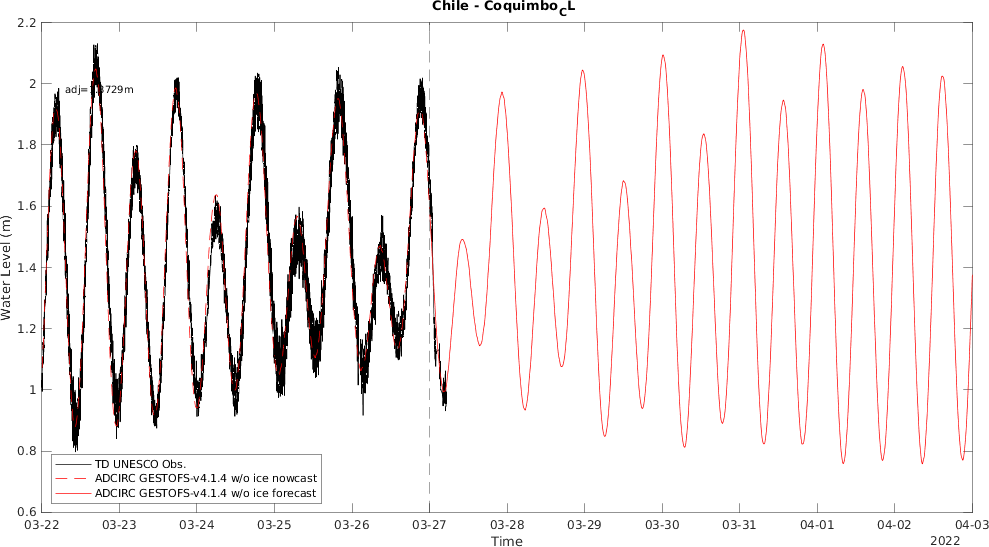 Chile - Coquimbo_CL
2.2
2
1.8
1.6
1.4
1.2
1
0.8
0.6
Water Level (m)
TD UNESCO Obs.
ADCIRC GESTOFS-v4.1.4 w/o ice nowcast
ADCIRC GESTOFS-v4.1.4 w/o ice forecast
03-22 03-23 03-24 03-25 03-26 03-27 03-28 03-29 03-30 03-31 04-01 04-02 04-03
Time
2022